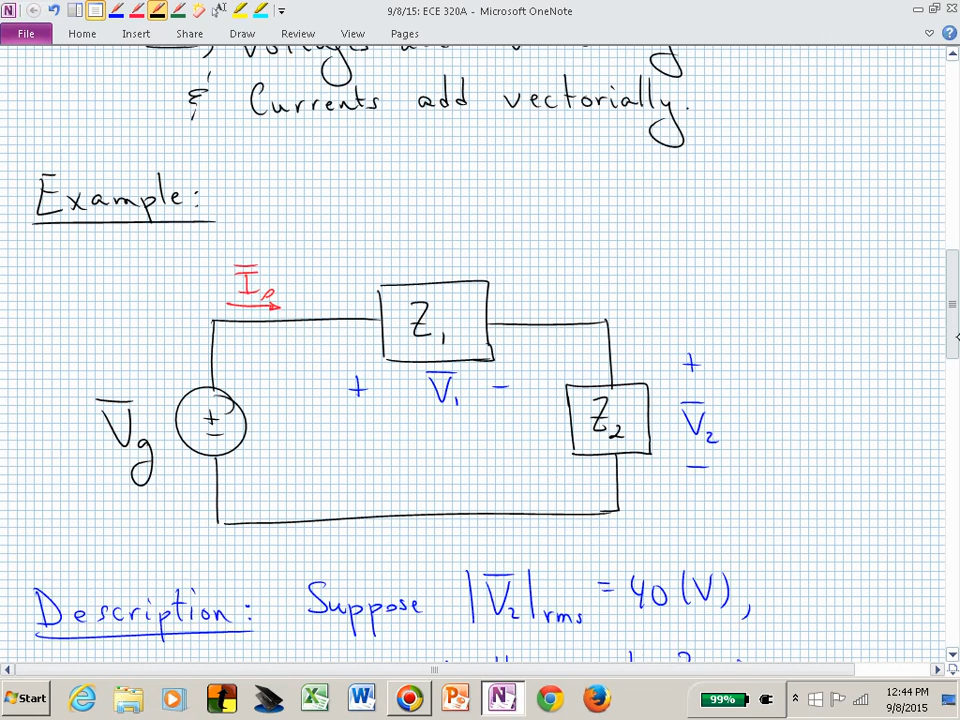 9/8/15: ECE 320A - Microsoft OneNote
File Home Insert Share Draw Review View Pages
& Currents add vectorially.
Example:
I
Z1
+ V1 -
+
Vg
+
-
Z2
V2
-
Description: Suppose |V2|rms = 40 (V),
Start
99%
12:44 PM
9/8/2015